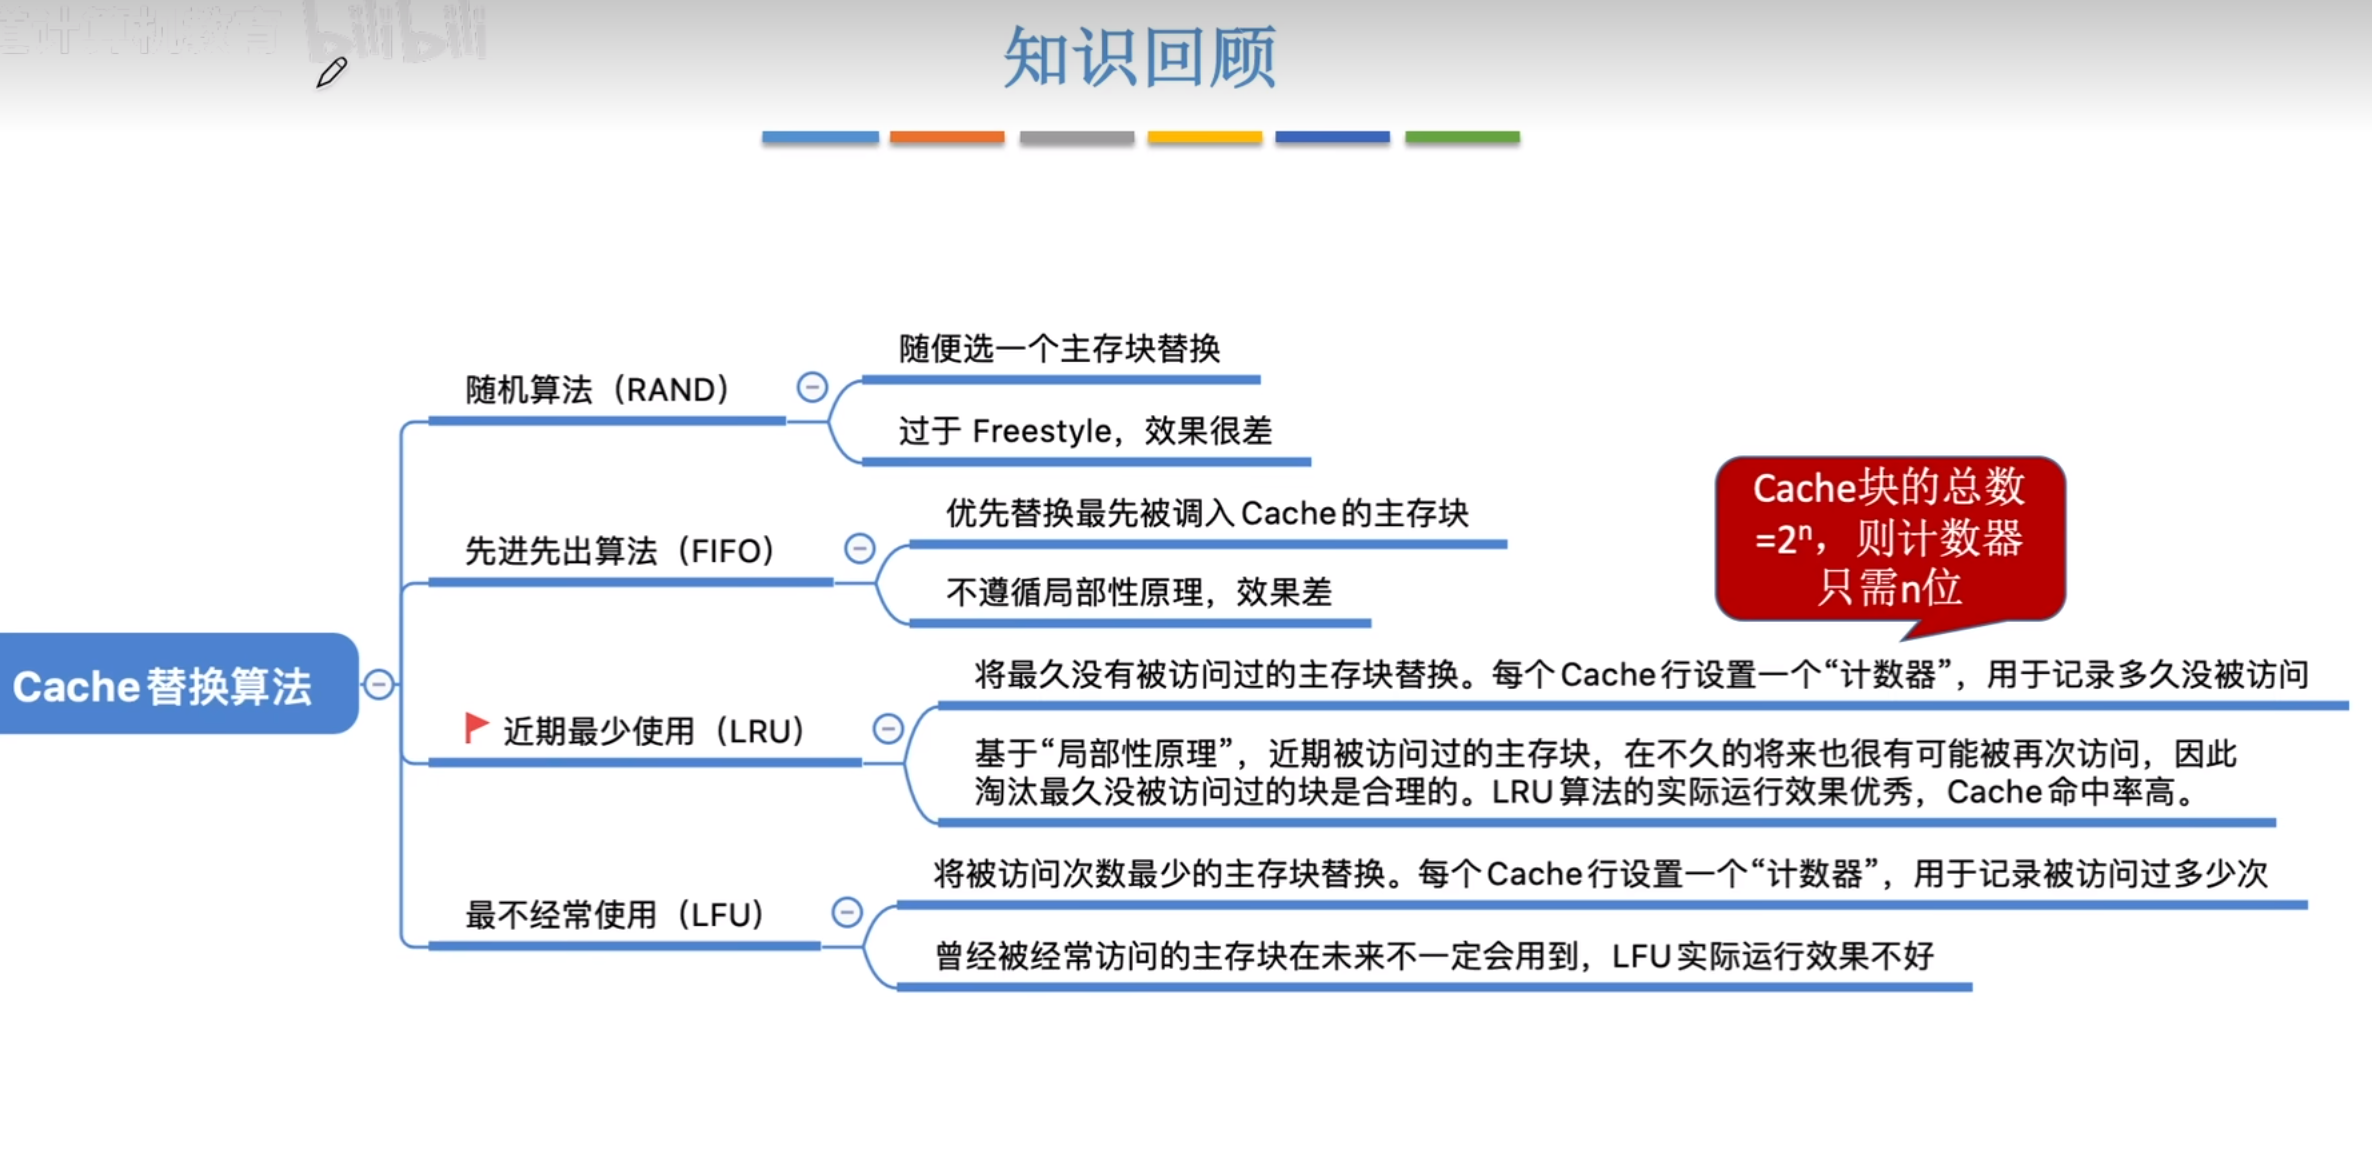 道计算机教育 bilibili
知识回顾
随便选一个主存块替换
随机算法（RAND）
过于 Freestyle，效果很差
优先替换最先被调入Cache的主存块
先进先出算法（FIFO）
不遵循局部性原理，效果差
Cache块的总数
=2ⁿ，则计数器
只需n位
Cache替换算法
将最久没有被访问过的主存块替换。每个Cache行设置一个“计数器”，用于记录多久没被访问
近期最少使用（LRU）
基于“局部性原理”，近期被访问过的主存块，在不久的将来也很有可能被再次访问，因此
淘汰最久没被访问过的块是合理的。LRU算法的实际运行效果优秀，Cache命中率高。
将被访问次数最少的主存块替换。每个Cache行设置一个“计数器”，用于记录被访问过多少次
最不经常使用（LFU）
曾经被经常访问的主存块在未来不一定会用到，LFU实际运行效果不好